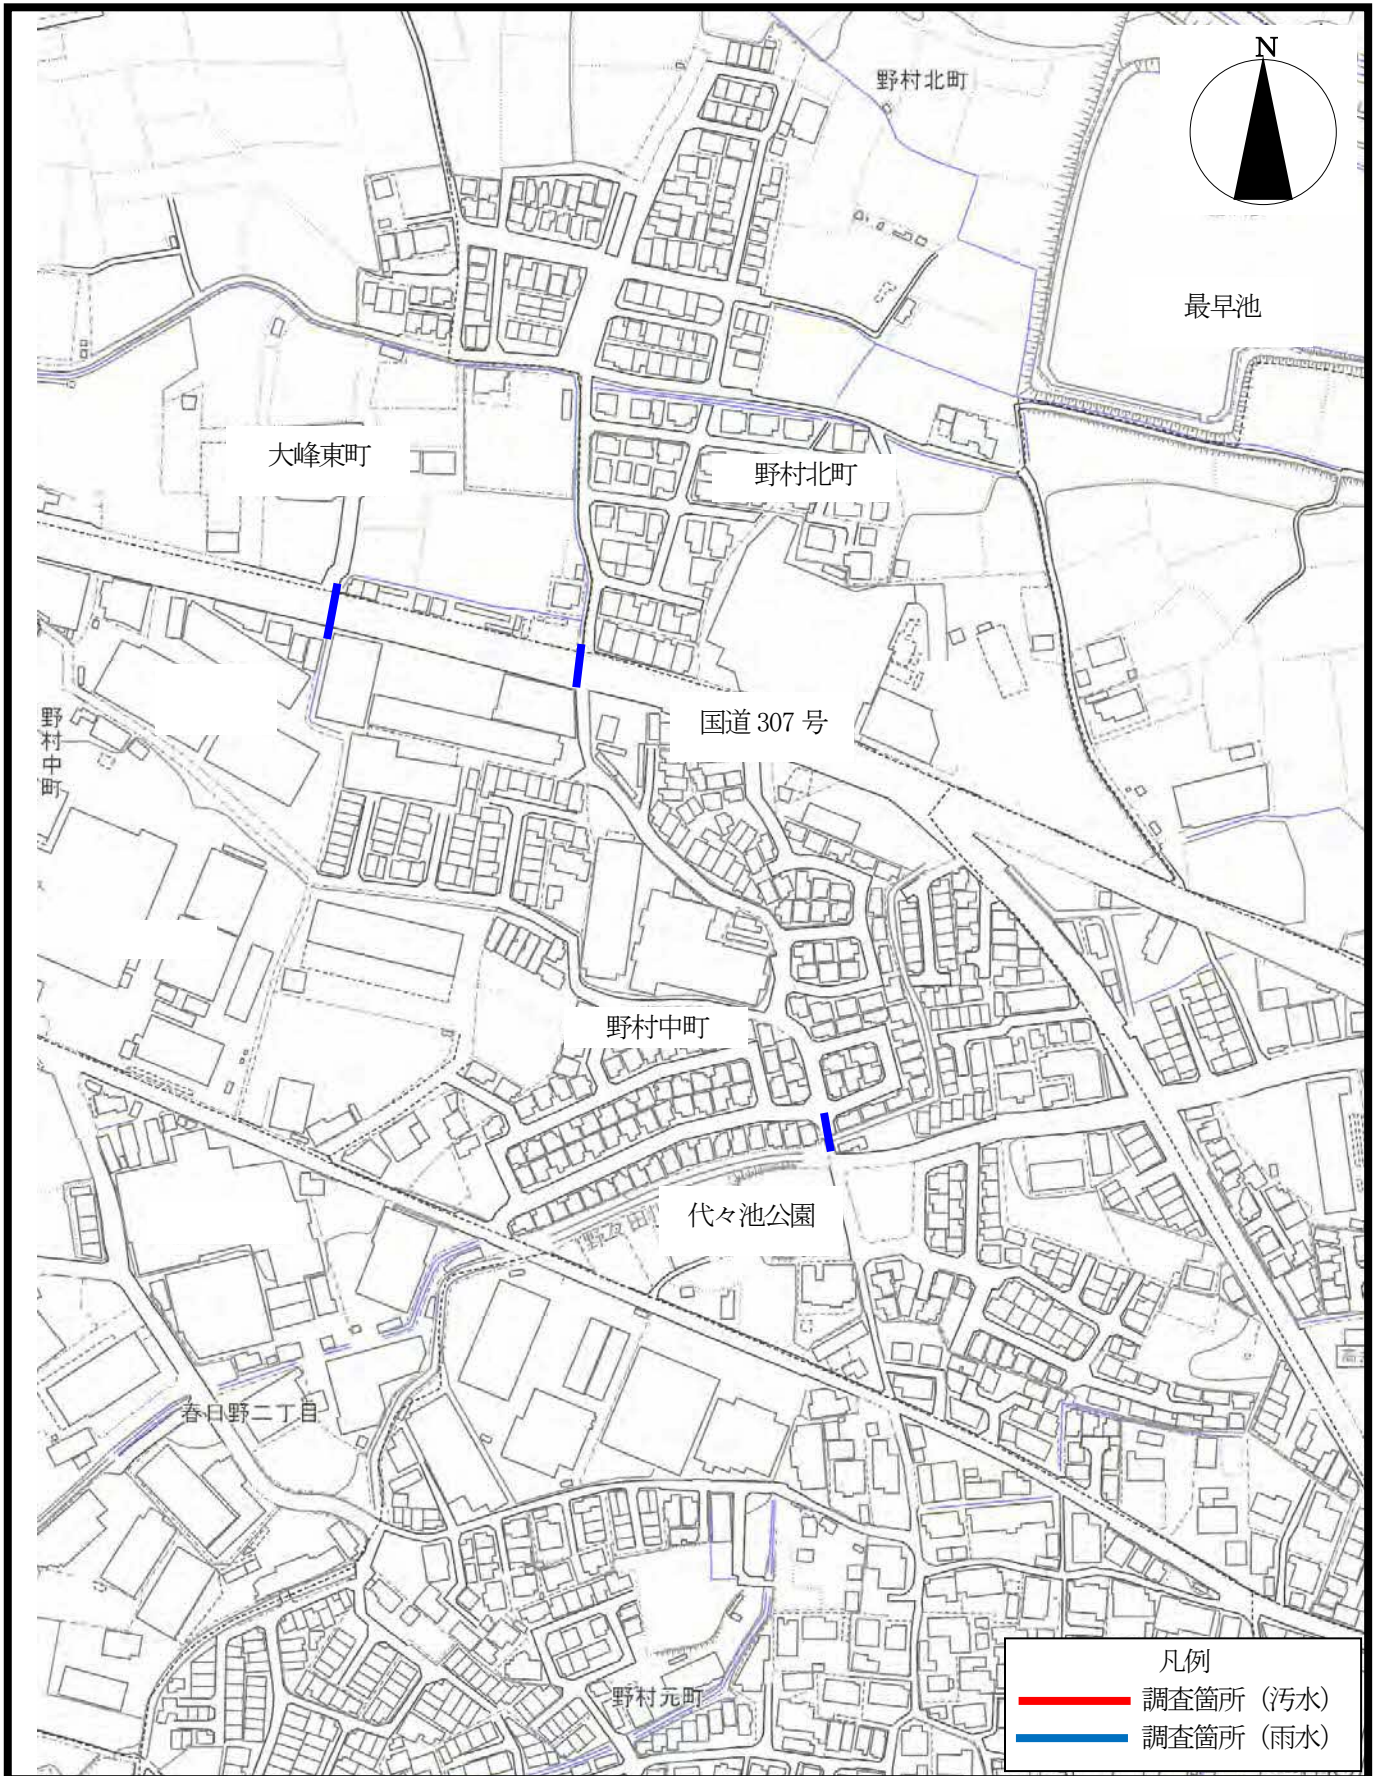 N
野村北町
最早池
大峰東町
野村北町
国道 307 号
野村中町
野村中町
代々池公園
春日野二丁目
野村元町
凡例
調査箇所（汚水）
調査箇所（雨水）